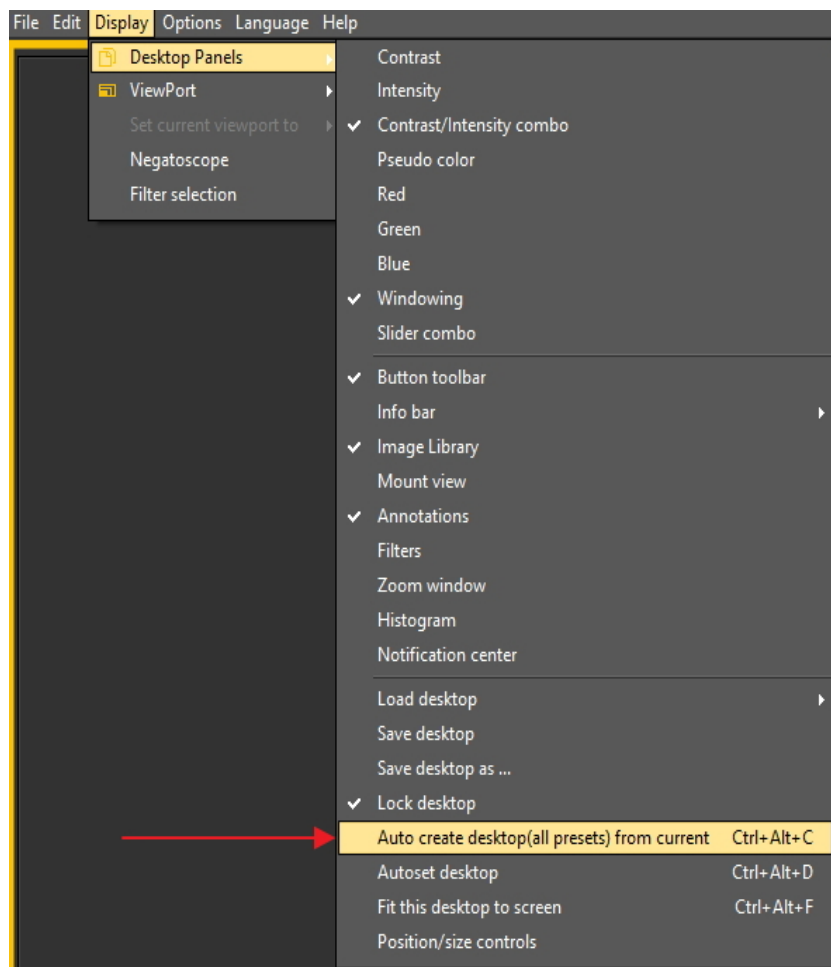 File Edit Display Options Language Help
Desktop Panels
ViewPort
Set current viewport to
Negatoscope
Filter selection
Contrast
Intensity
Contrast/Intensity combo
Pseudo color
Red
Green
Blue
Windowing
Slider combo
Button toolbar
Info bar
Image Library
Mount view
Annotations
Filters
Zoom window
Histogram
Notification center
Load desktop
Save desktop
Save desktop as ...
Lock desktop
Auto create desktop(all presets) from current Ctrl+Alt+C
Autoset desktop Ctrl+Alt+D
Fit this desktop to screen Ctrl+Alt+F
Position/size controls